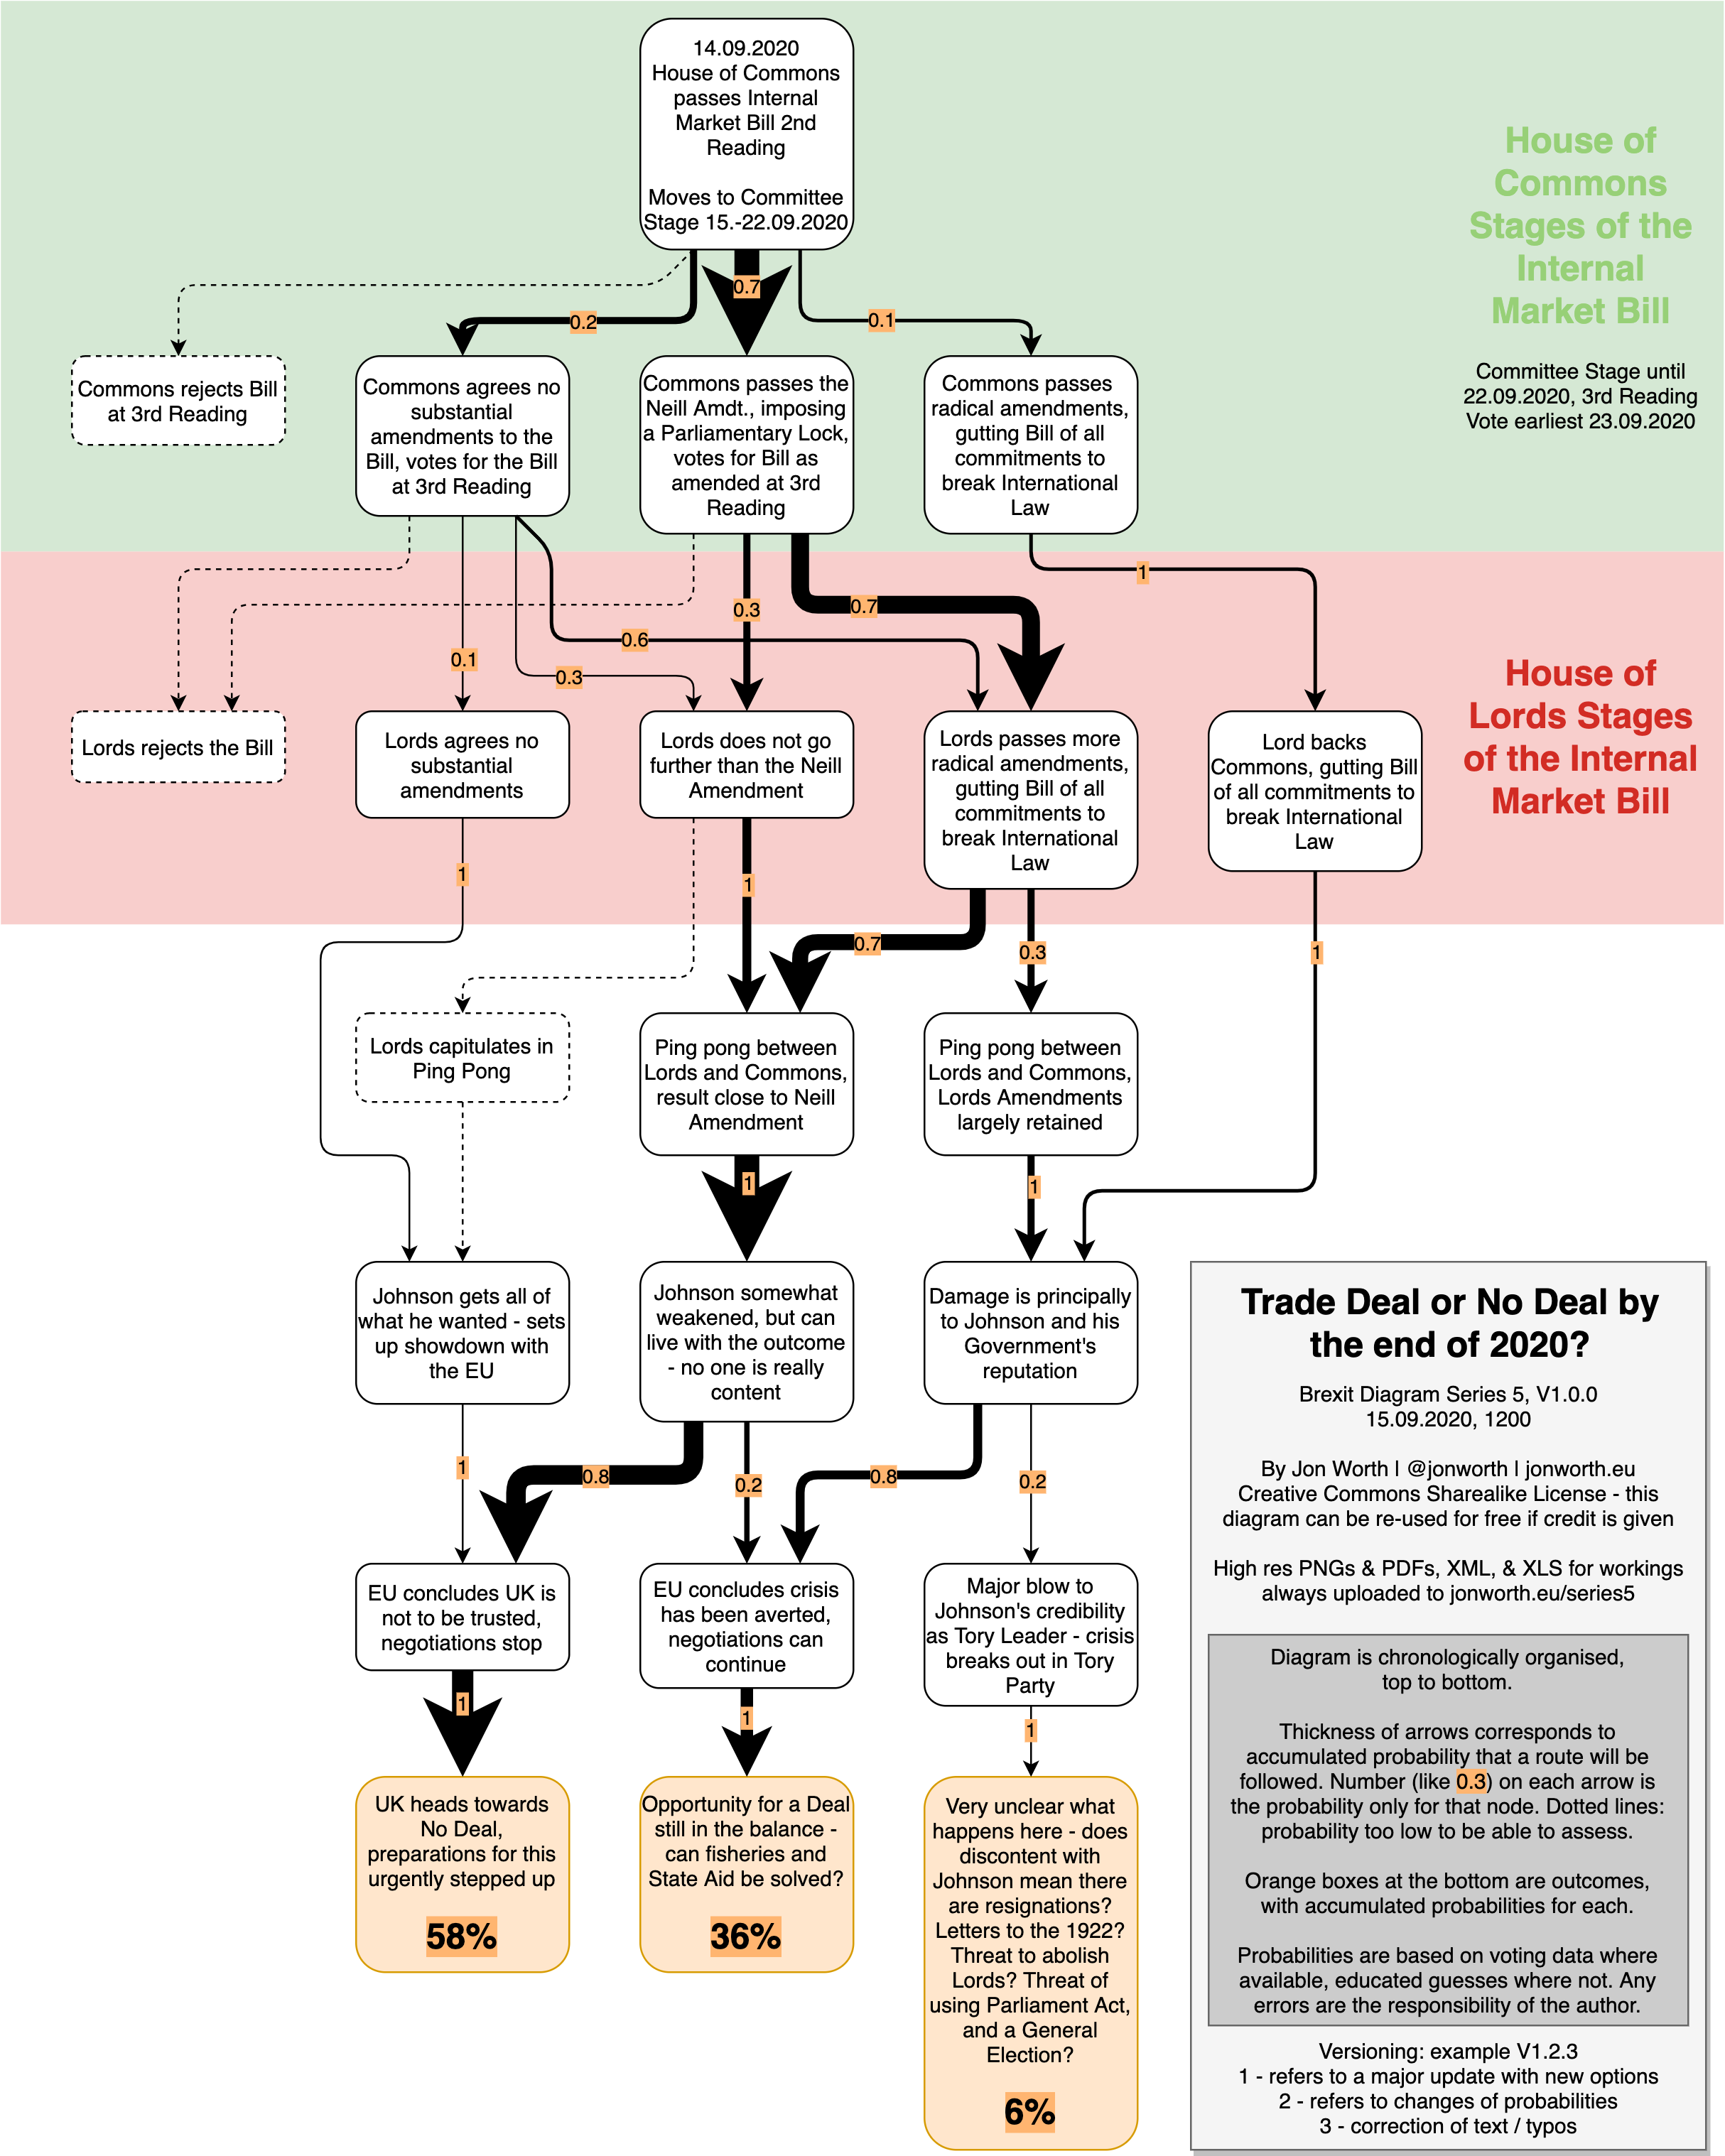 14.09.2020
House of Commons
passes Internal
Market Bill 2nd
Reading
Moves to Committee
Stage 15.-22.09.2020
House of
Commons
Stages of the
Internal
Market Bill
Committee Stage until
22.09.2020, 3rd Reading
Vote earliest 23.09.2020
0.7
0.2
0.1
Commons rejects Bill
at 3rd Reading
Commons agrees no
substantial
amendments to the
Bill, votes for the Bill
at 3rd Reading
Commons passes the
Neill Amdt., imposing
a Parliamentary Lock,
votes for Bill as
amended at 3rd
Reading
Commons passes
radical amendments,
gutting Bill of all
commitments to
break International
Law
1
0.3
0.7
0.6
0.1
0.3
House of
Lords Stages
of the Internal
Market Bill
Lords rejects the Bill
Lords agrees no
substantial
amendments
Lords does not go
further than the Neill
Amendment
Lords passes more
radical amendments,
gutting Bill of all
commitments to
break International
Law
Lord backs
Commons, gutting Bill
of all commitments to
break International
Law
1
1
0.7
0.3
1
Lords capitulates in
Ping Pong
Ping pong between
Lords and Commons,
result close to Neill
Amendment
Ping pong between
Lords and Commons,
Lords Amendments
largely retained
1
1
Johnson gets all of
what he wanted - sets
up showdown with
the EU
Johnson somewhat
weakened, but can
live with the outcome
- no one is really
content
Damage is principally
to Johnson and his
Government's
reputation
1
0.8
0.2
0.8
0.2
EU concludes UK is
not to be trusted,
negotiations stop
EU concludes crisis
has been averted,
negotiations can
continue
Major blow to
Johnson's credibility
as Tory Leader - crisis
breaks out in Tory
Party
1
1
1
UK heads towards
No Deal,
preparations for this
urgently stepped up
58%
Opportunity for a Deal
still in the balance -
can fisheries and
State Aid be solved?
36%
Very unclear what
happens here - does
discontent with
Johnson mean there
are resignations?
Letters to the 1922?
Threat to abolish
Lords? Threat of
using Parliament Act,
and a General
Election?
6%
Trade Deal or No Deal by
the end of 2020?
Brexit Diagram Series 5, V1.0.0
15.09.2020, 1200
By Jon Worth | @jonworth | jonworth.eu
Creative Commons Sharealike License - this
diagram can be re-used for free if credit is given
High res PNGs & PDFs, XML, & XLS for workings
always uploaded to jonworth.eu/series5
Diagram is chronologically organised,
top to bottom.
Thickness of arrows corresponds to
accumulated probability that a route will be
followed. Number (like 0.3) on each arrow is
the probability only for that node. Dotted lines:
probability too low to be able to assess.
Orange boxes at the bottom are outcomes,
with accumulated probabilities for each.
Probabilities are based on voting data where
available, educated guesses where not. Any
errors are the responsibility of the author.
Versioning: example V1.2.3
1 - refers to a major update with new options
2 - refers to changes of probabilities
3 - correction of text / typos